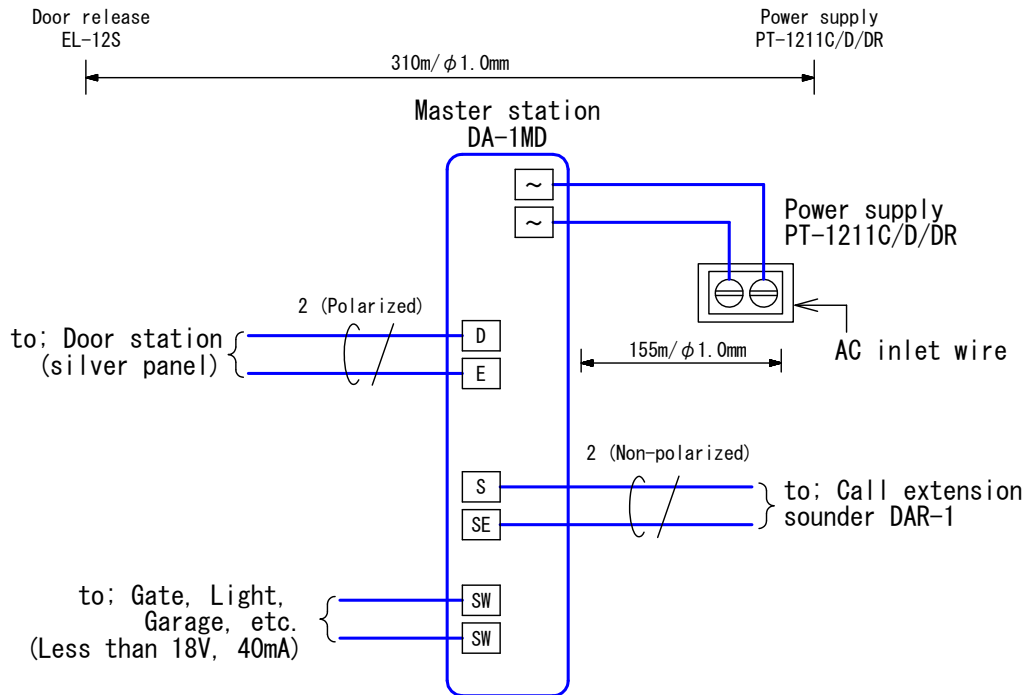 Door release
EL-12S
Power supply
PT-1211C/D/DR
310m/φ1.0mm
Master station
DA-1MD
~
~
Power supply
PT-1211C/D/DR
2 (Polarized)
to; Door station
(silver panel)
D
E
155m/φ1.0mm
AC inlet wire
2 (Non-polarized)
S
SE
to; Call extension
sounder DAR-1
to; Gate, Light,
Garage, etc.
(Less than 18V, 40mA)
SW
SW